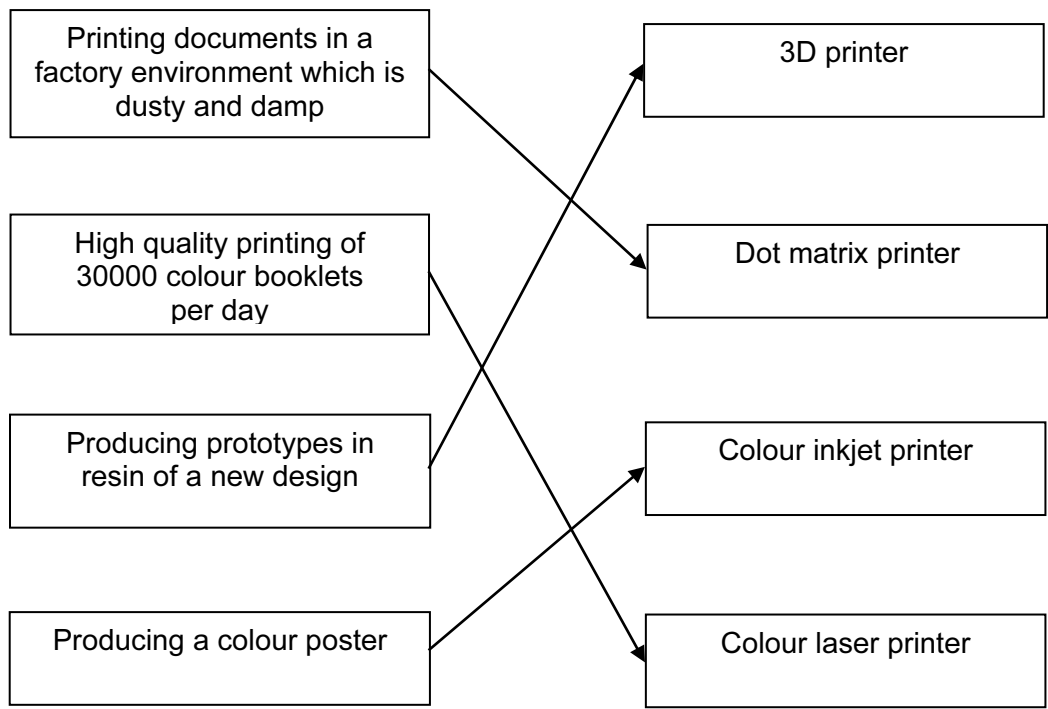 Printing documents in a
factory environment which is
dusty and damp
3D printer
High quality printing of
30000 colour booklets
per day
Dot matrix printer
Producing prototypes in
resin of a new design
Colour inkjet printer
Producing a colour poster
Colour laser printer